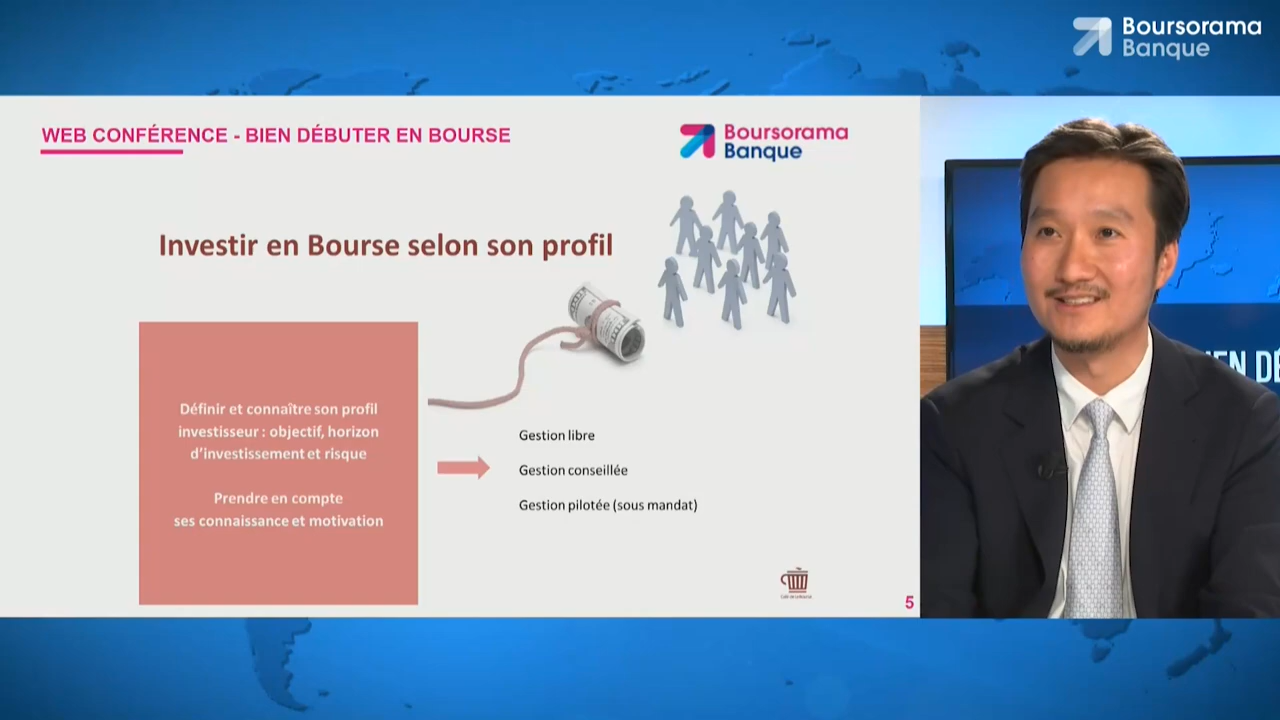 Boursorama
Banque
WEB CONFÉRENCE - BIEN DÉBUTER EN BOURSE
Boursorama
Banque
Investir en Bourse selon son profil
Définir et connaître son profil
investisseur : objectif, horizon
d'investissement et risque
Prendre en compte
ses connaissance et motivation
Gestion libre
Gestion conseillée
Gestion pilotée (sous mandat)
5